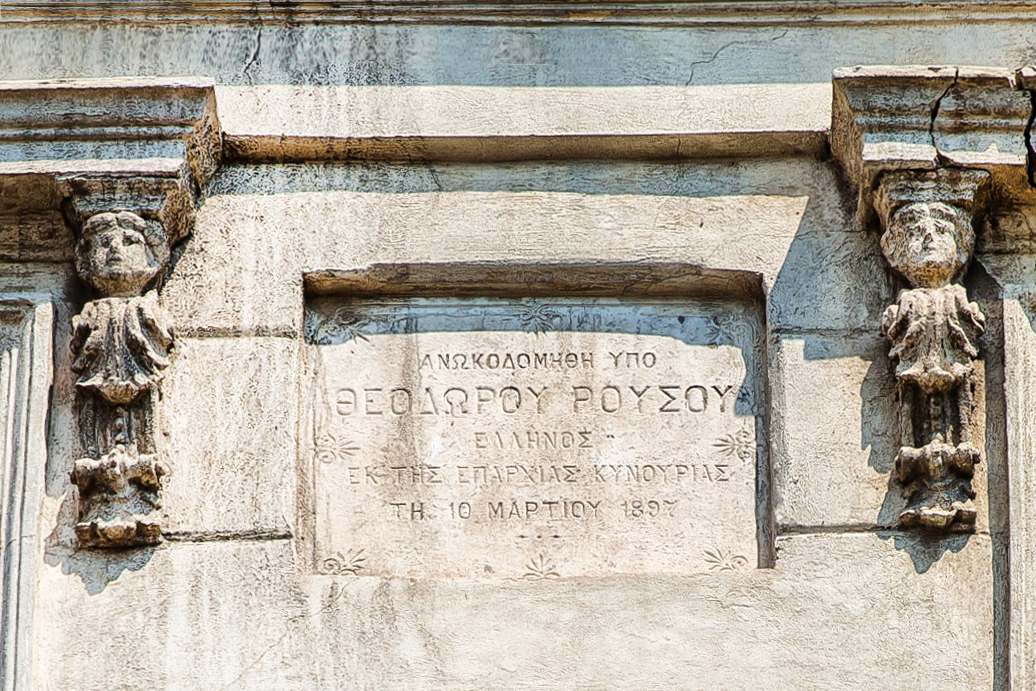 ΑΝΩΚΟΔΟΜΗΘΗ ΥΠΟ
ΘΕΟΔΩΡΟΥ ΡΟΥΣΟΥ
ΕΛΛΗΝΟΣ
ΕΚ ΤΗΣ ΕΠΑΡΧΙΑΣ ΚΥΝΟΥΡΙΑΣ
ΤΗ 10 ΜΑΡΤΙΟΥ 1897